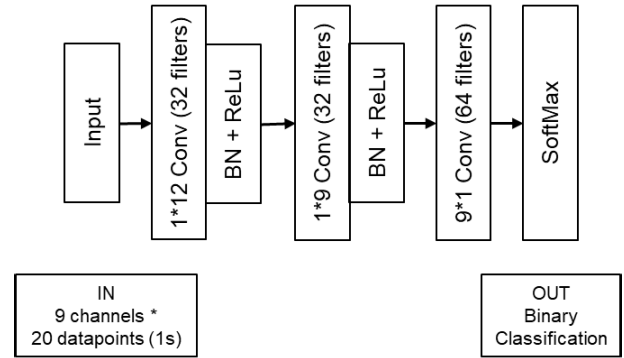 Input
1*12 Conv (32 filters)
BN + ReLu
1*9 Conv (32 filters)
BN + ReLu
9*1 Conv (64 filters)
SoftMax
IN
9 channels *
20 datapoints (1s)
OUT
Binary
Classification